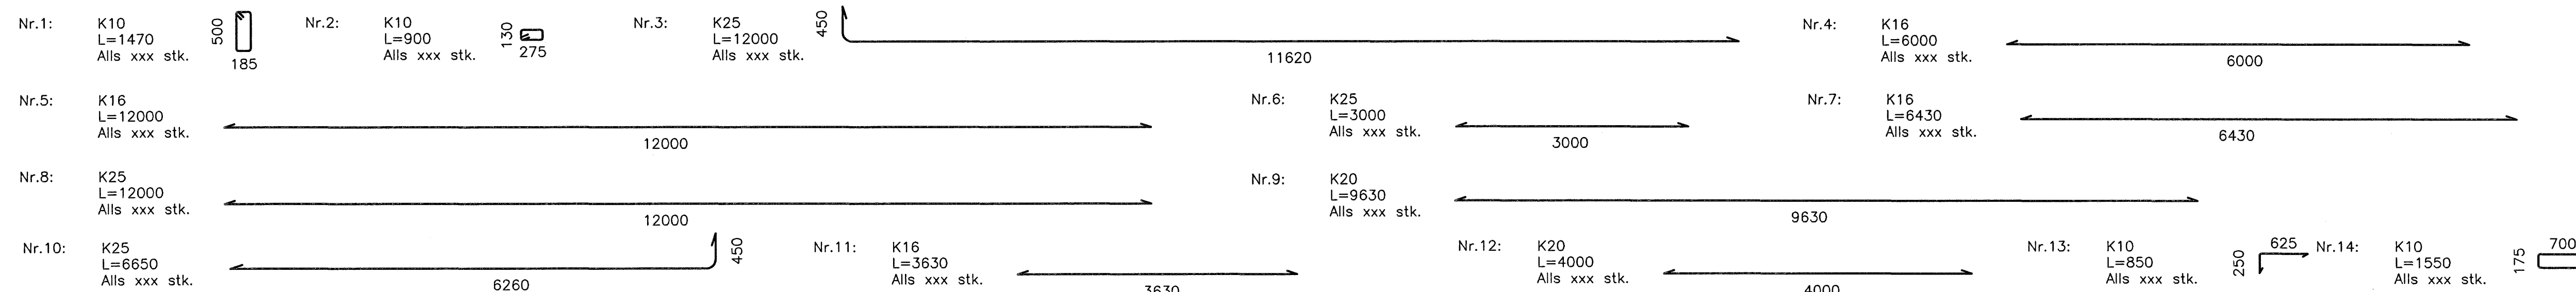 Nr.1: K10
L=1470
Alls xxx stk.
500
185
Nr.2: K10
L=900
Alls xxx stk.
130
275
Nr.3: K25
L=12000
Alls xxx stk.
450
11620
Nr.4: K16
L=6000
Alls xxx stk.
6000
Nr.5: K16
L=12000
Alls xxx stk.
12000
Nr.6: K25
L=3000
Alls xxx stk.
3000
Nr.7: K16
L=6430
Alls xxx stk.
6430
Nr.8: K25
L=12000
Alls xxx stk.
12000
Nr.9: K20
L=9630
Alls xxx stk.
9630
Nr.10: K25
L=6650
Alls xxx stk.
450
6260
Nr.11: K16
L=3630
Alls xxx stk.
3630
Nr.12: K20
L=4000
Alls xxx stk.
4000
Nr.13: K10
L=850
Alls xxx stk.
250
625
Nr.14: K10
L=1550
Alls xxx stk.
175
700